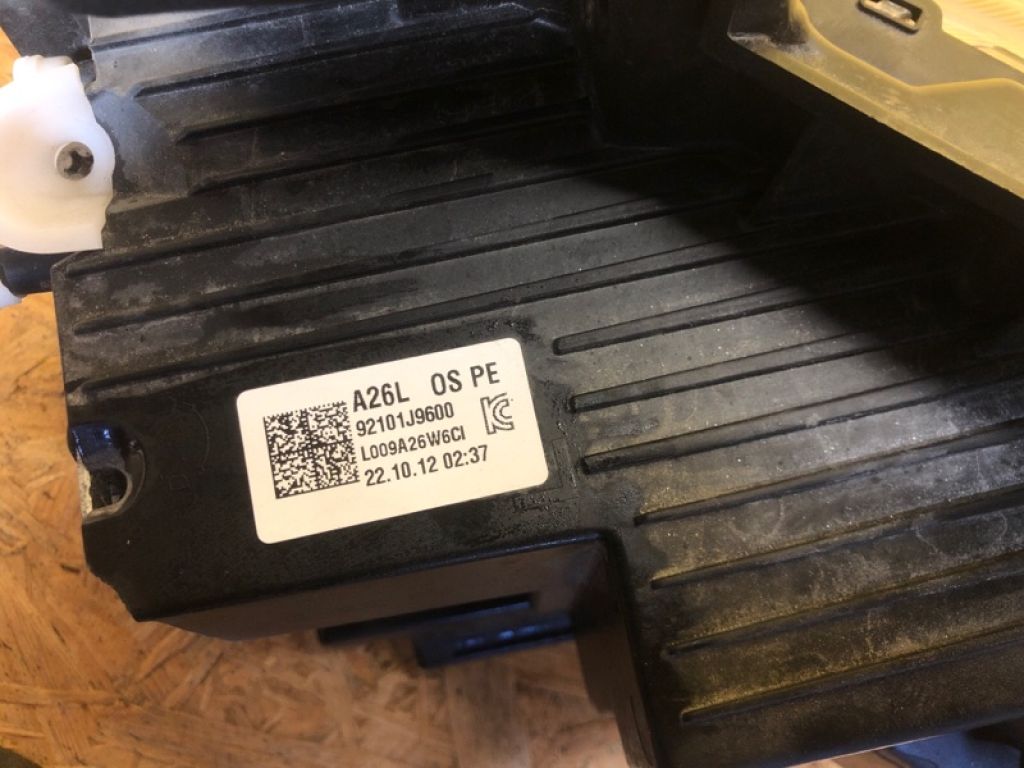 A26L OS PE
92101J9600
L009A26W6CI
22.10.12 02:37